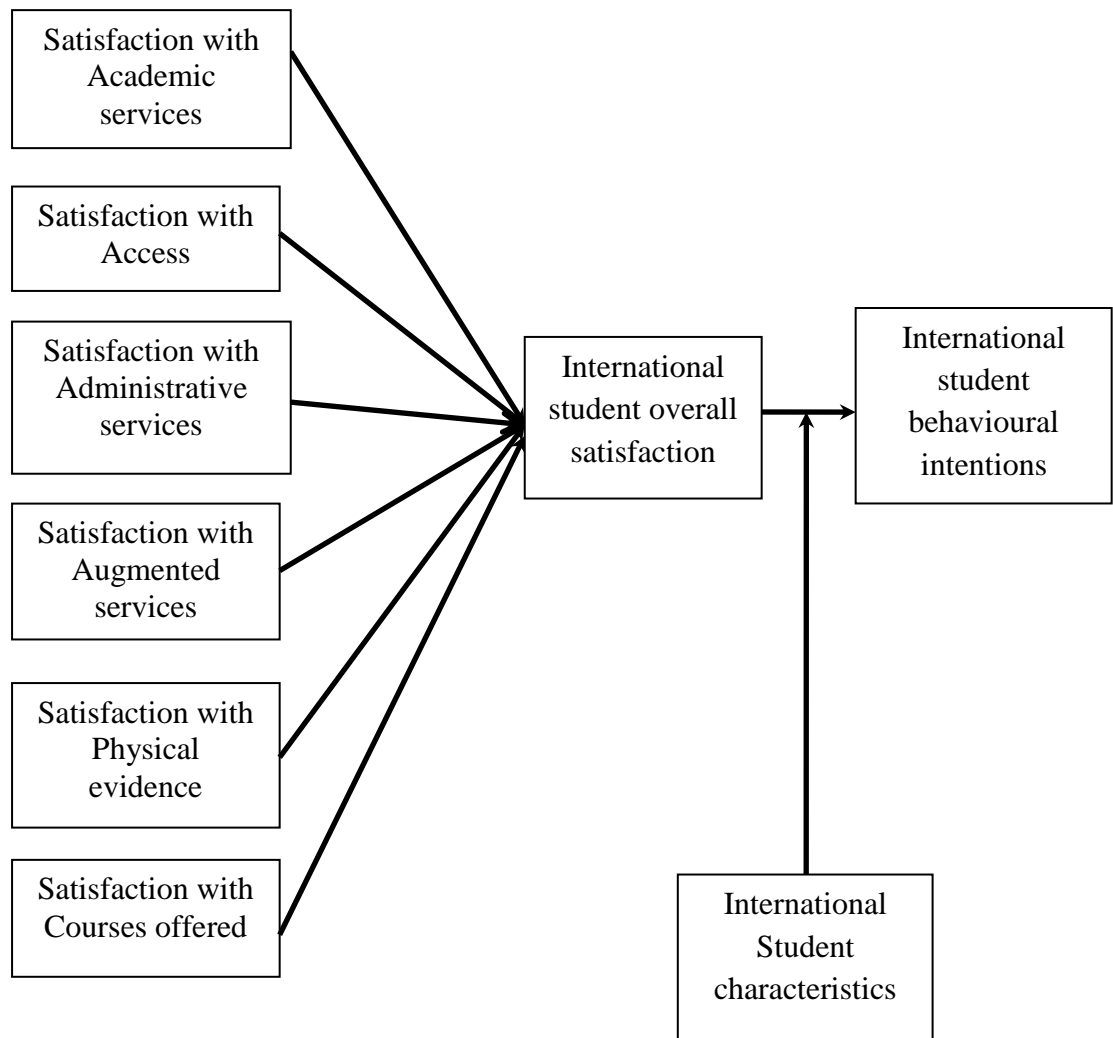 Satisfaction with
Academic
services
Satisfaction with
Access
Satisfaction with
Administrative
services
Satisfaction with
Augmented
services
Satisfaction with
Physical
evidence
Satisfaction with
Courses offered
International
student overall
satisfaction
International
student
behavioural
intentions
International
Student
characteristics